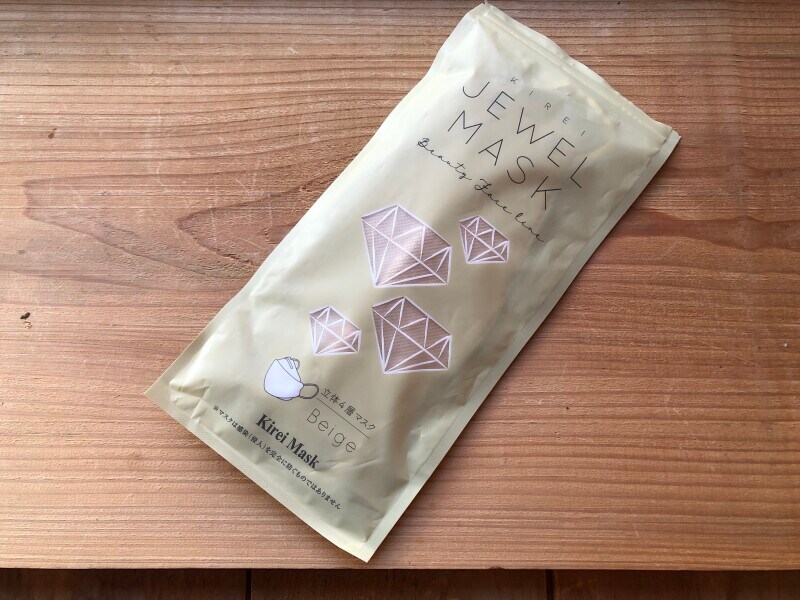 KIREI
JEWEL
MASK
Beauty Face line
立体4層マスク
Beige
Kirei Mask
※マスクは感染(侵入)を完全に防ぐものではありません